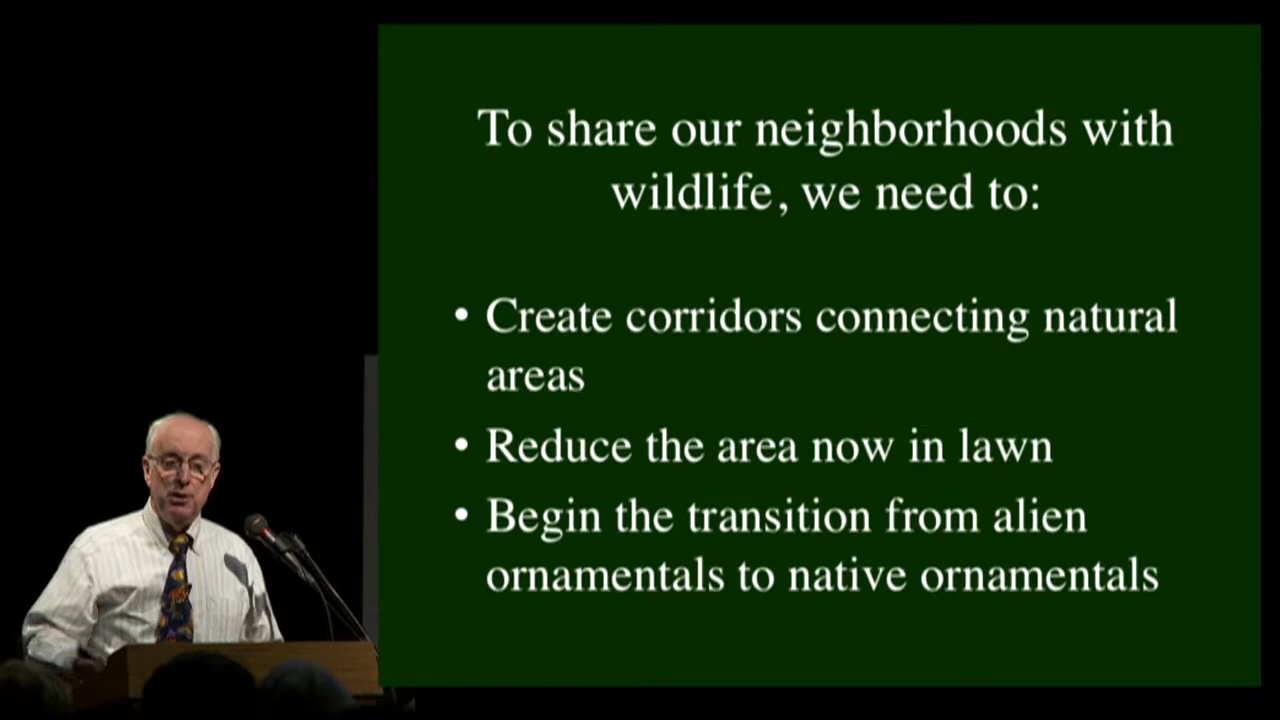 To share our neighborhoods with
wildlife, we need to:
• Create corridors connecting natural
areas
• Reduce the area now in lawn
• Begin the transition from alien
ornamentals to native ornamentals